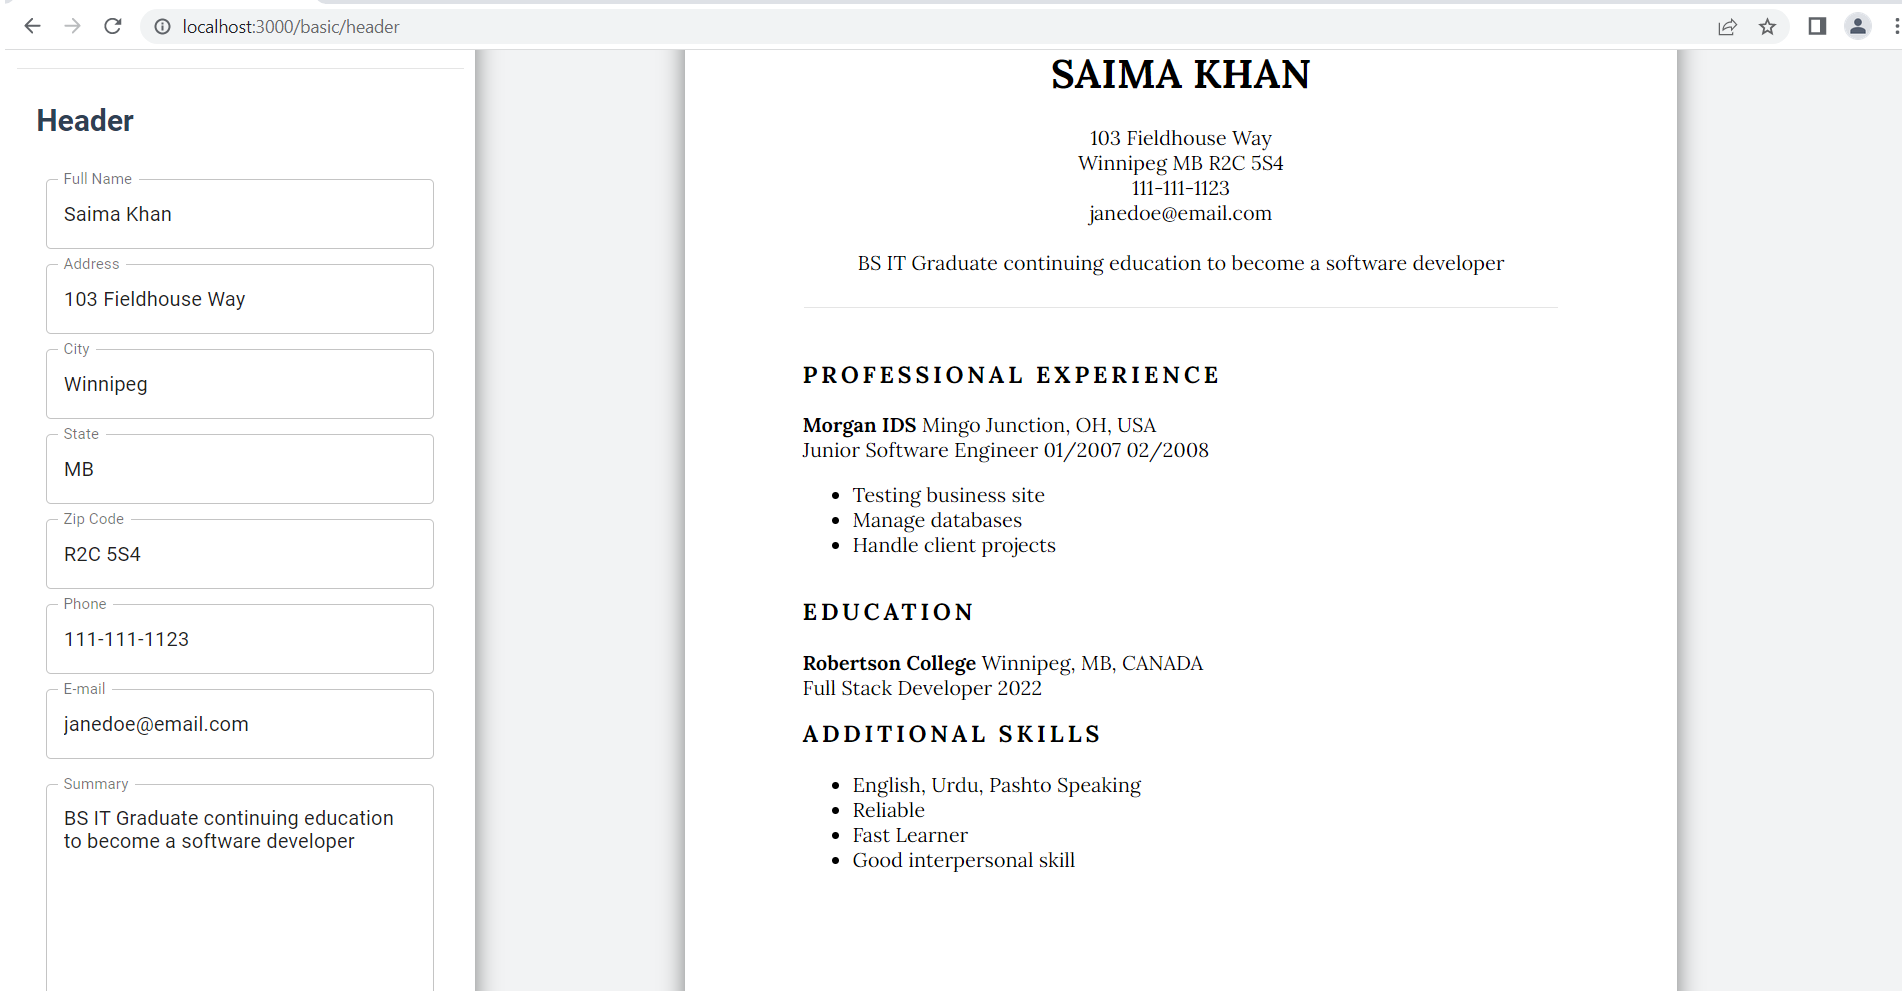 localhost:3000/basic/header
Header
Full Name
Saima Khan
Address
103 Fieldhouse Way
City
Winnipeg
State
MB
Zip Code
R2C 5S4
Phone
111-111-1123
E-mail
janedoe@email.com
Summary
BS IT Graduate continuing education
to become a software developer
SAIMA KHAN
103 Fieldhouse Way
Winnipeg MB R2C 5S4
111-111-1123
janedoe@email.com
BS IT Graduate continuing education to become a software developer
PROFESSIONAL EXPERIENCE
Morgan IDS Mingo Junction, OH, USA
Junior Software Engineer 01/2007 02/2008
• Testing business site
• Manage databases
• Handle client projects
EDUCATION
Robertson College Winnipeg, MB, CANADA
Full Stack Developer 2022
ADDITIONAL SKILLS
• English, Urdu, Pashto Speaking
• Reliable
• Fast Learner
• Good interpersonal skill